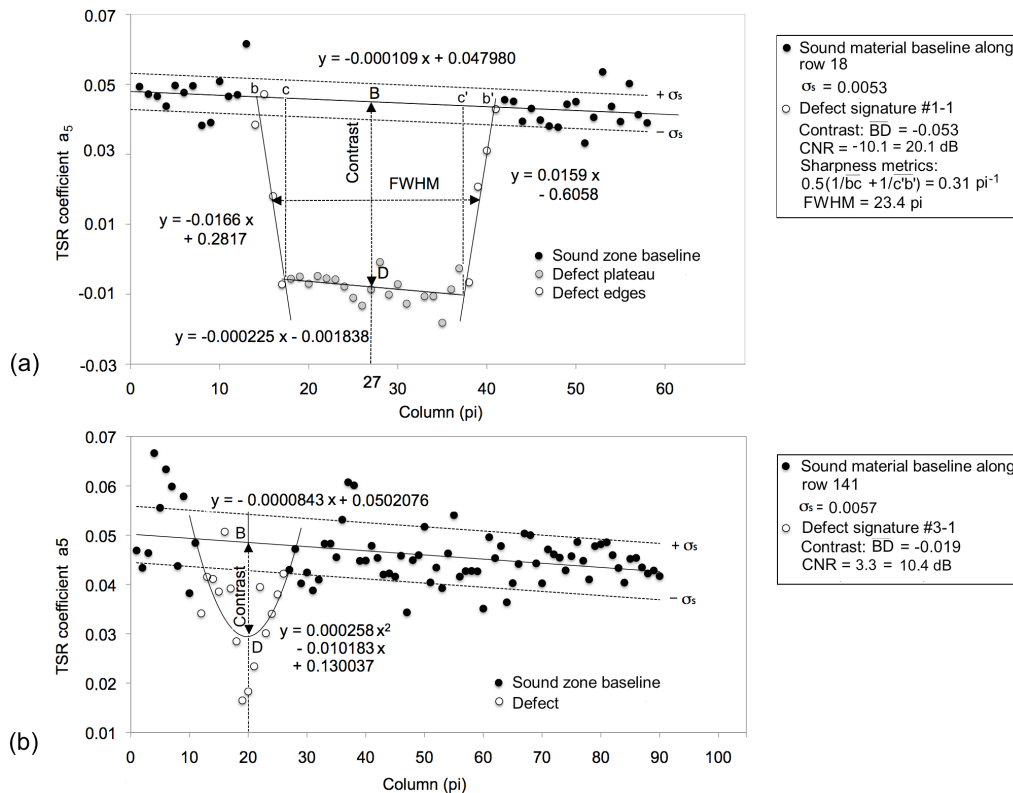 (a)
0.07
0.05
0.03
0.01
-0.01
-0.03
TSR coefficient a5
y = -0.000109 x + 0.047980
b
c
B
c'
b'
+ σs
− σs
Contrast
FWHM
y = -0.0166 x
+ 0.2817
0.0159 x
- 0.6058
D
Sound zone baseline
Defect plateau
Defect edges
y = -0.000225 x - 0.001838
0 10 20 30 40 50 60
27
Column (pi)
Sound material baseline along
row 18
σs = 0.0053
Defect signature #1-1
Contrast: BD = -0.053
CNR = -10.1 = 20.1 dB
Sharpness metrics:
0.5(1/bc + 1/c'b') = 0.31 pi-1
FWHM = 23.4 pi
(b)
0.07
0.06
0.05
0.04
0.03
0.02
0.01
TSR coefficient a5
y = - 0.0000843 x + 0.0502076
B
+ σs
− σs
Contrast
D
y = 0.000258 x2
- 0.010183 x
+ 0.130037
Sound zone baseline
Defect
0 10 20 30 40 50 60 70 80 90 100
Column (pi)
Sound material baseline along
row 141
σs = 0.0057
Defect signature #3-1
Contrast: BD = -0.019
CNR = 3.3 = 10.4 dB